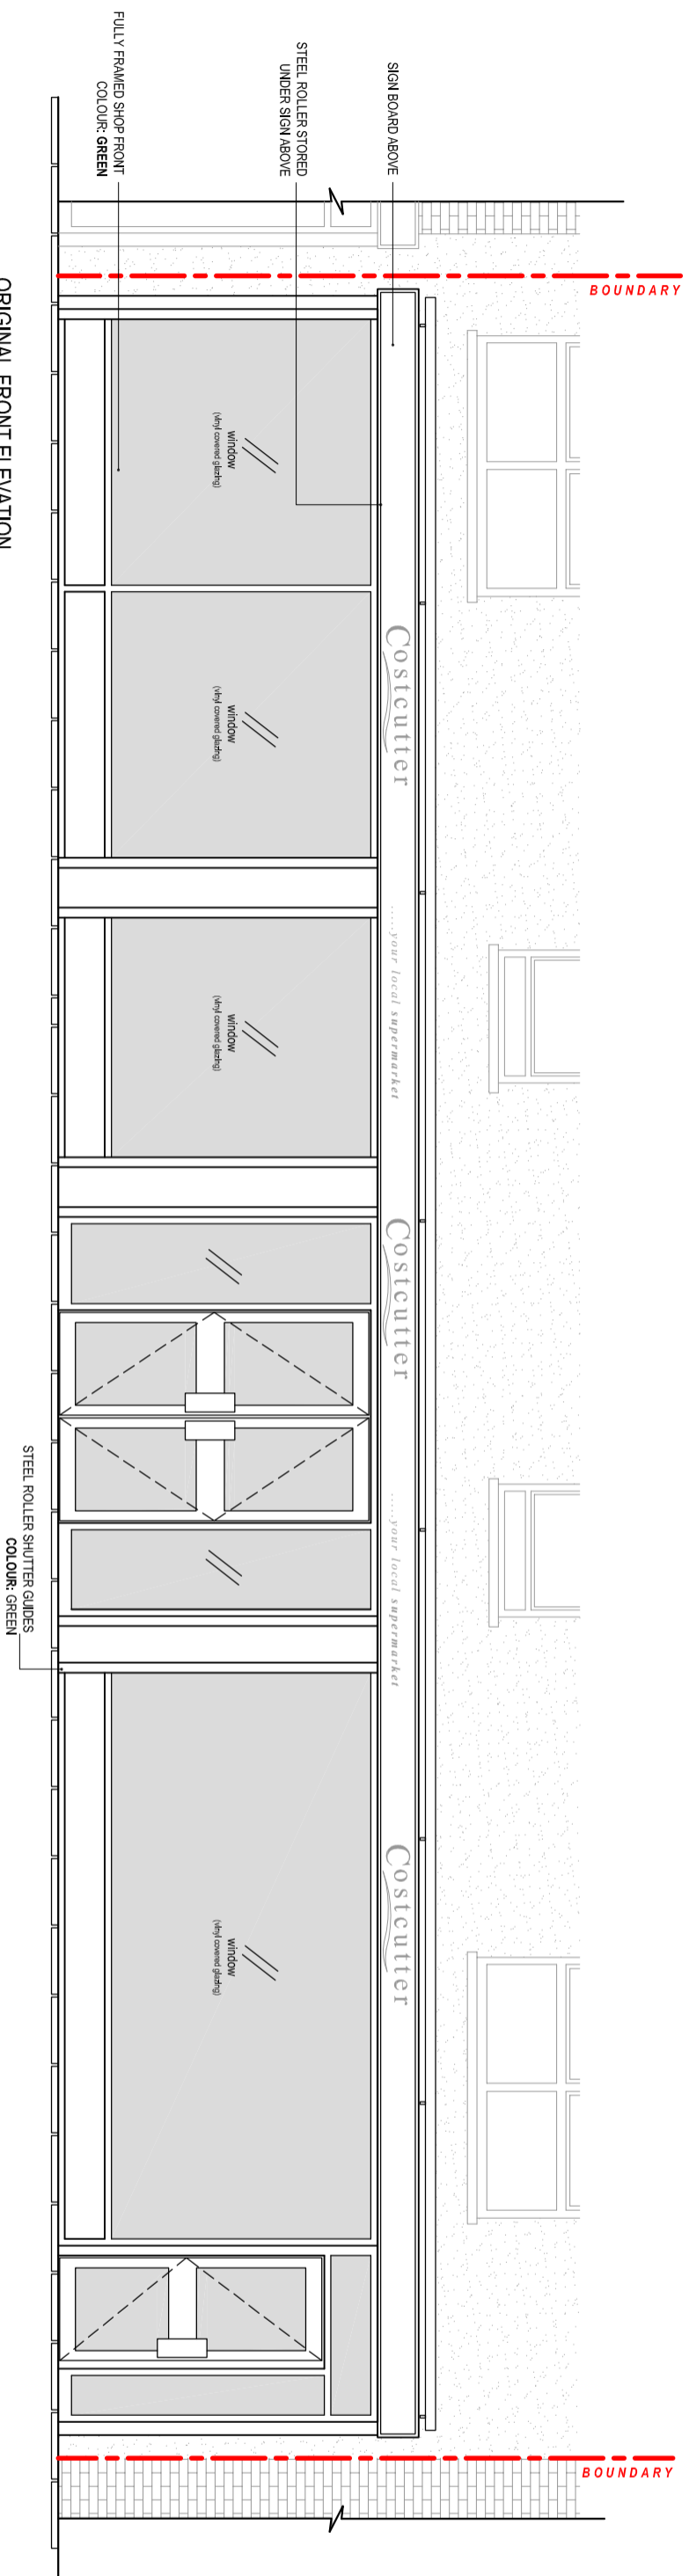 SIGN BOARD ABOVE
STEEL ROLLER STORED
UNDER SIGN ABOVE
FULLY FRAMED SHOP FRONT
COLOUR: GREEN
BOUNDARY
BOUNDARY
Costcutter
.....your local supermarket
Costcutter
.....your local supermarket
Costcutter
window
(vinyl covered glazing)
window
(vinyl covered glazing)
window
(vinyl covered glazing)
window
(vinyl covered glazing)
STEEL ROLLER SHUTTER GUIDES
COLOUR: GREEN
ORIGINAL FRONT ELEVATION